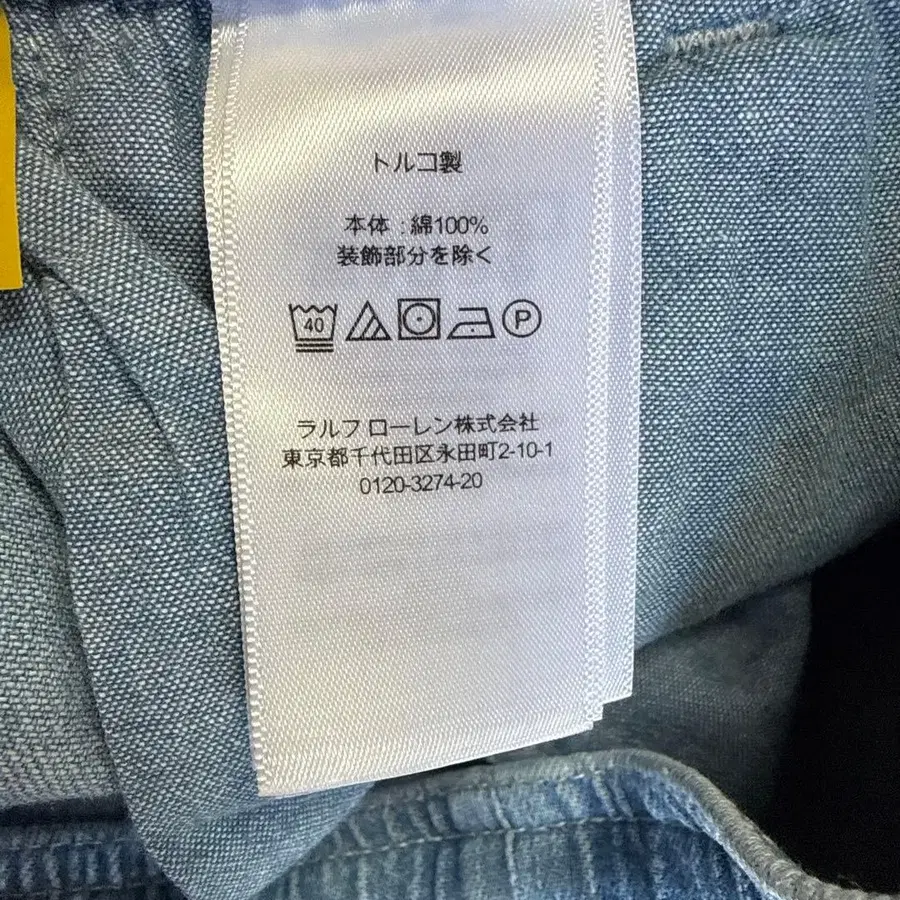 トルコ製
本体 : 綿100%
装飾部分を除く
40 P
ラルフ ローレン株式会社
東京都千代田区永田町2-10-1
0120-3274-20